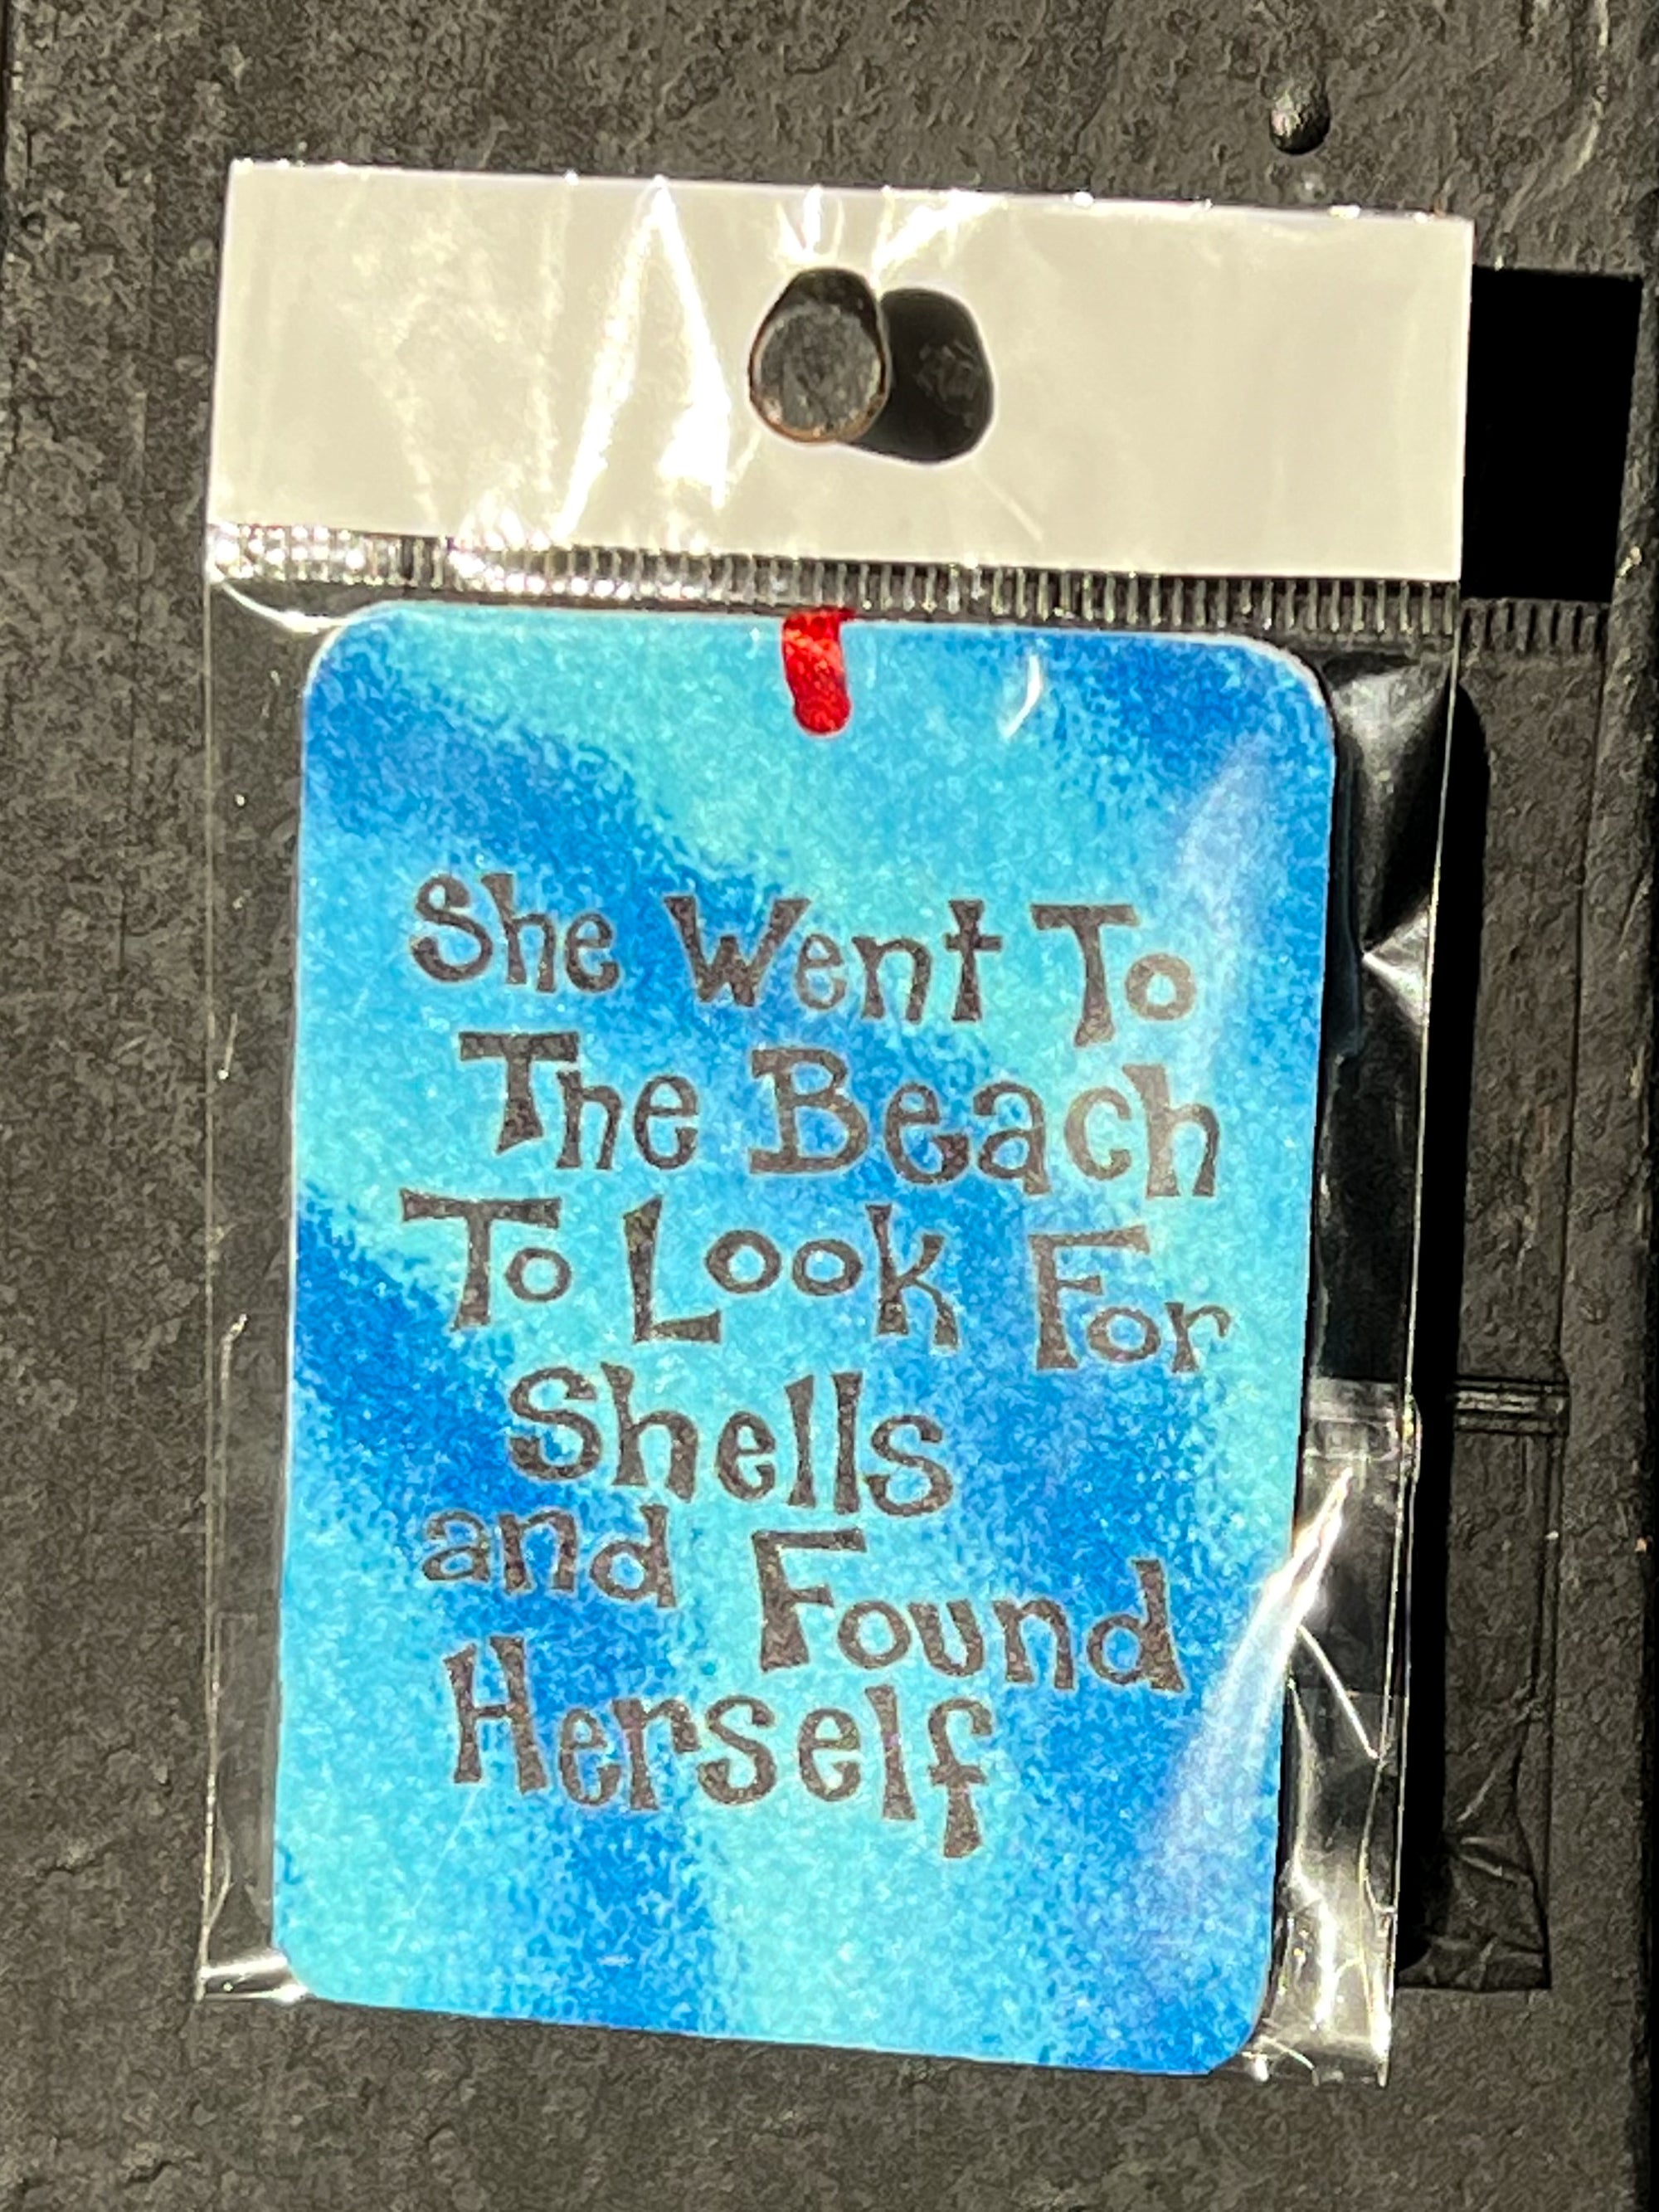 She Went To
The Beach
To Look For
Shells
and Found
Herself